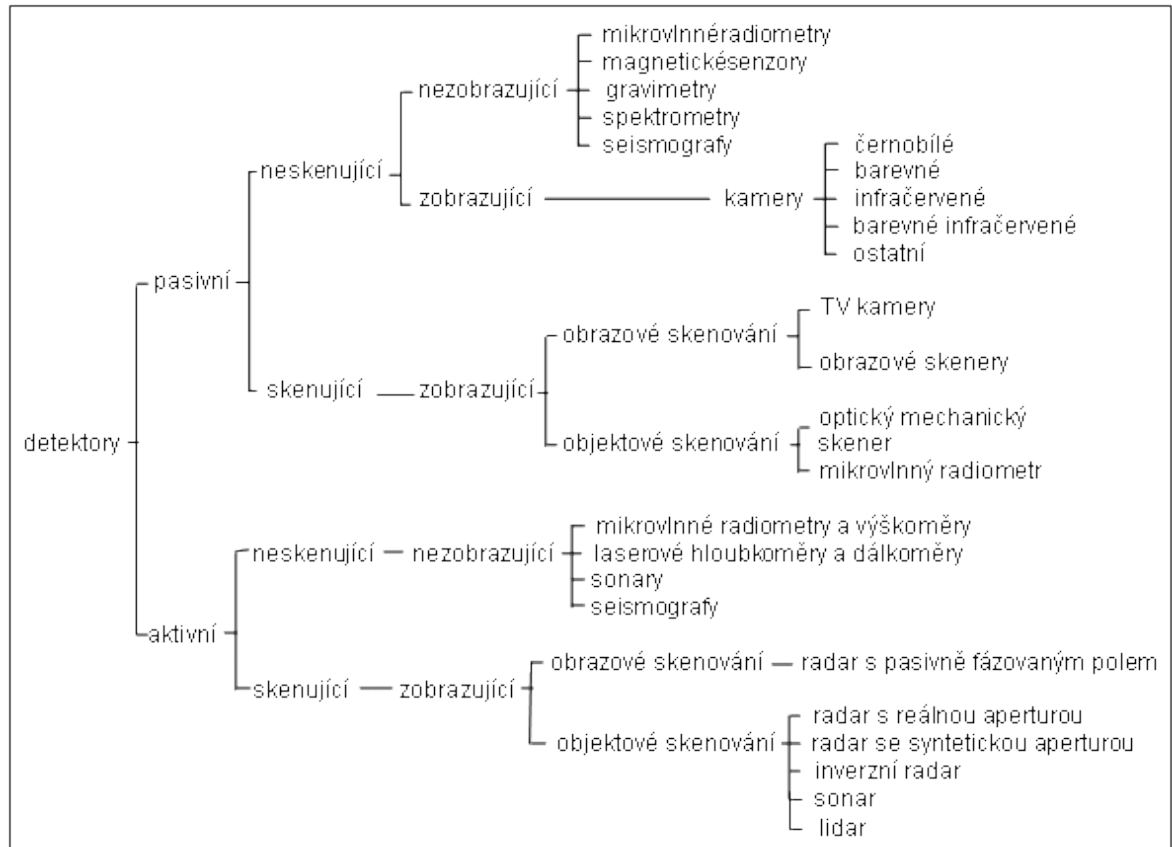 mikrovlnnéradiometry
magnetickésenzory
nezobrazující
gravimetry
spektrometry
seismografy
neskenující
zobrazující
kamery
černobílé
barevné
infračervené
barevné infračervené
ostatní
pasivní
TV kamery
obrazové skenování
obrazové skenery
skenující
zobrazující
optický mechanický
objektové skenování
skener
mikrovlnný radiometr
detektory
mikrovlnné radiometry a výškoměry
neskenující
nezobrazující
laserové hloubkoměry a dálkoměry
sonary
seismografy
aktivní
obrazové skenování
radar s pasivně fázovaným polem
skenující
zobrazující
radar s reálnou aperturou
objektové skenování
radar se syntetickou aperturou
inverzní radar
sonar
lidar